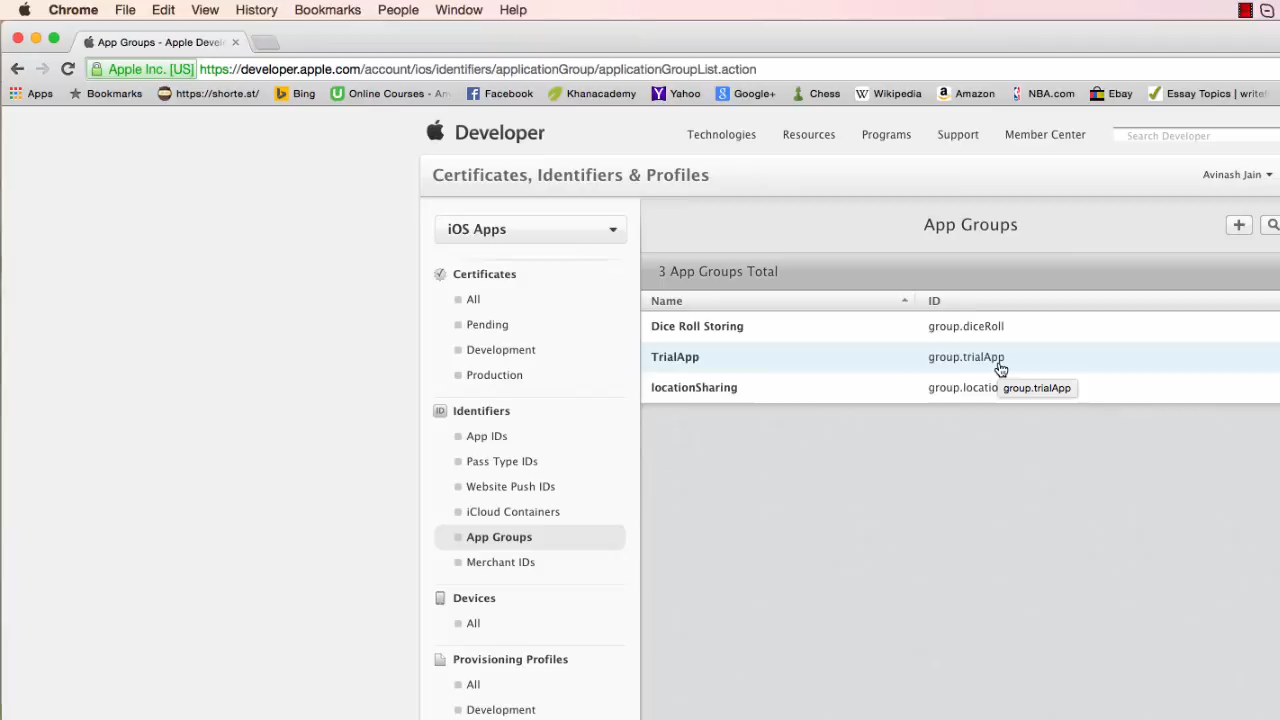 Chrome File Edit View History Bookmarks People Window Help
App Groups - Apple Devel
Apple Inc. [US] https://developer.apple.com/account/ios/identifiers/applicationGroup/applicationGroupList.action
Apps Bookmarks https://shorte.st/ Bing Online Courses - An Facebook Khanacademy Yahoo Google+ Chess Wikipedia Amazon NBA.com Ebay Essay Topics | write
Developer Technologies Resources Programs Support Member Center Search Developer
Certificates, Identifiers & Profiles Avinash Jain
iOS Apps
App Groups
Certificates
All
Pending
Development
Production
Identifiers
App IDs
Pass Type IDs
Website Push IDs
iCloud Containers
App Groups
Merchant IDs
Devices
All
Provisioning Profiles
All
Development
3 App Groups Total
Name ID
Dice Roll Storing group.diceRoll
TrialApp group.trialApp
locationSharing group.locatio
group.trialApp